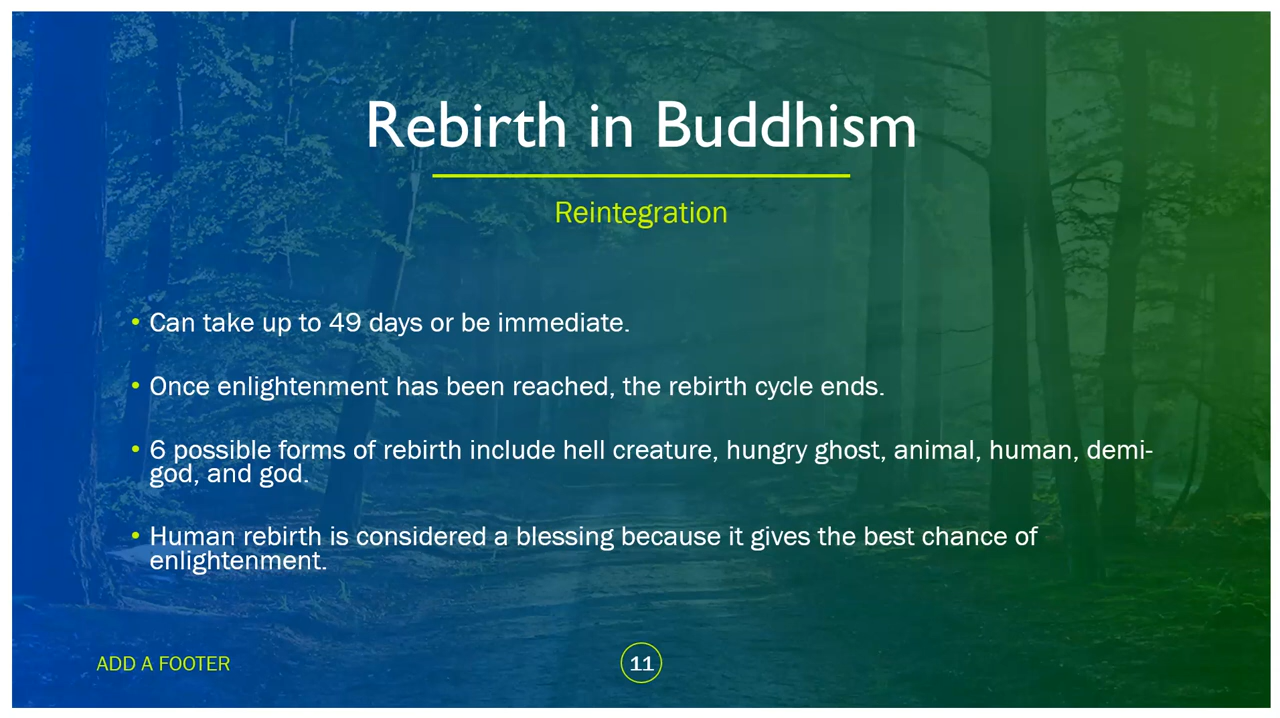 Rebirth in Buddhism
Reintegration
• Can take up to 49 days or be immediate.
• Once enlightenment has been reached, the rebirth cycle ends.
• 6 possible forms of rebirth include hell creature, hungry ghost, animal, human, demi-
god, and god.
• Human rebirth is considered a blessing because it gives the best chance of
enlightenment.
ADD A FOOTER
11